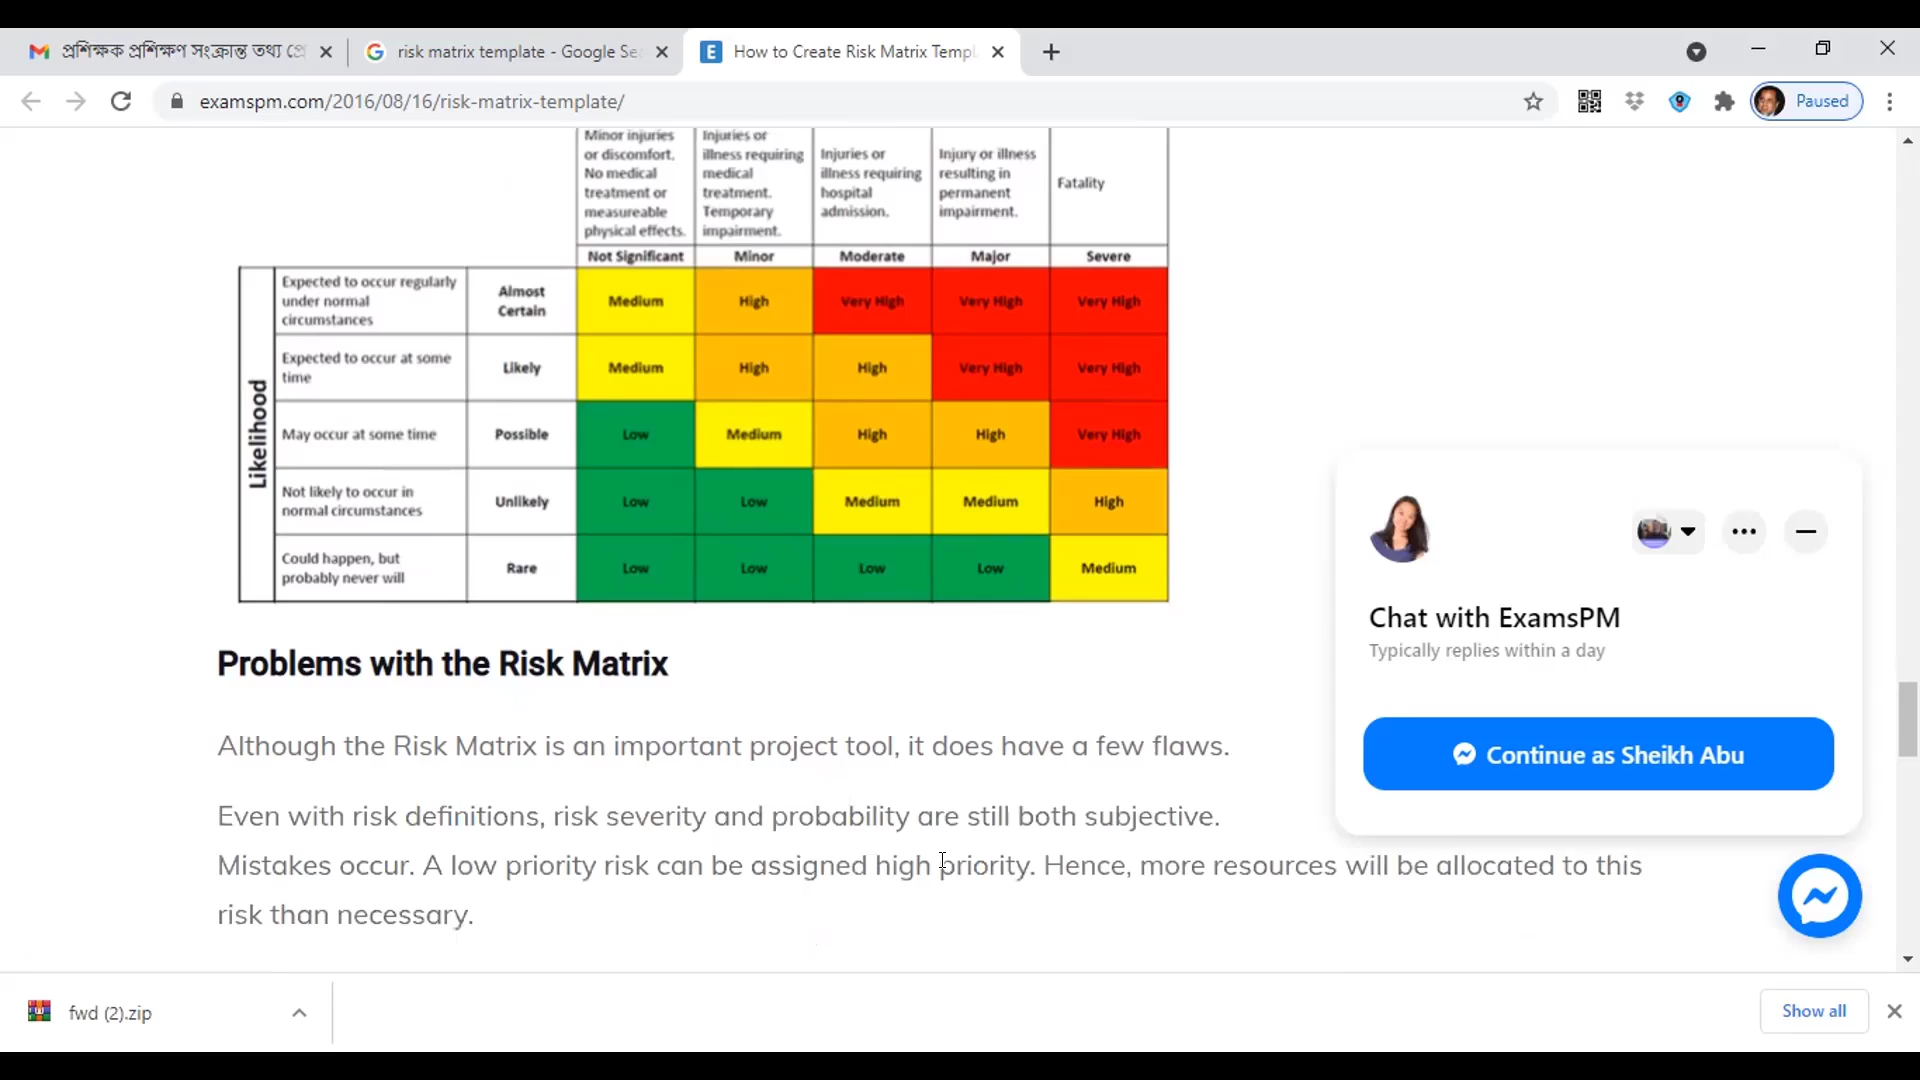 প্রশিক্ষক প্রশিক্ষণ সংক্রান্ত তথ্য প্রে
risk matrix template - Google Se
How to Create Risk Matrix Templ
examspm.com/2016/08/16/risk-matrix-template/
Paused
Minor injuries
or discomfort.
No medical
treatment or
measureable
physical effects.
Injuries or
illness requiring
medical
treatment.
Temporary
impairment.
Injuries or
illness requiring
hospital
admission.
Injury or illness
resulting in
permanent
impairment.
Fatality
Not Significant Minor Moderate Major Severe
Likelihood
Expected to occur regularly
under normal
circumstances
Almost
Certain
Medium High Very High Very High Very High
Expected to occur at some
time
Likely
Medium High High Very High Very High
May occur at some time
Possible
Low Medium High High Very High
Not likely to occur in
normal circumstances
Unlikely
Low Low Medium Medium High
Could happen, but
probably never will
Rare
Low Low Low Low Medium
Problems with the Risk Matrix
Although the Risk Matrix is an important project tool, it does have a few flaws.
Even with risk definitions, risk severity and probability are still both subjective.
Mistakes occur. A low priority risk can be assigned high priority. Hence, more resources will be allocated to this
risk than necessary.
Chat with ExamsPM
Typically replies within a day
Continue as Sheikh Abu
fwd (2).zip
Show all